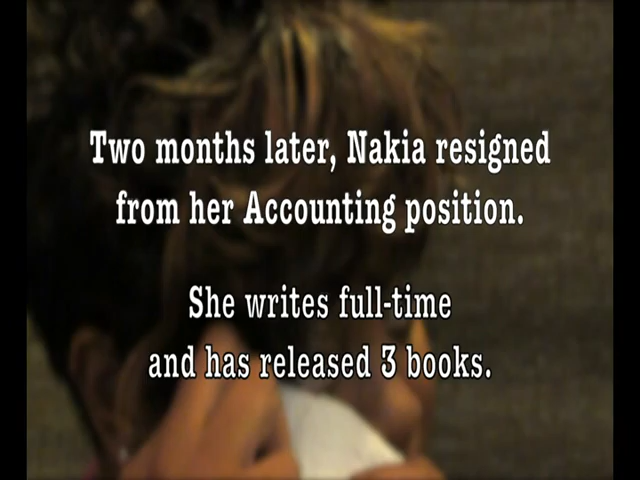 Two months later, Nakia resigned
from her Accounting position.
She writes full-time
and has released 3 books.